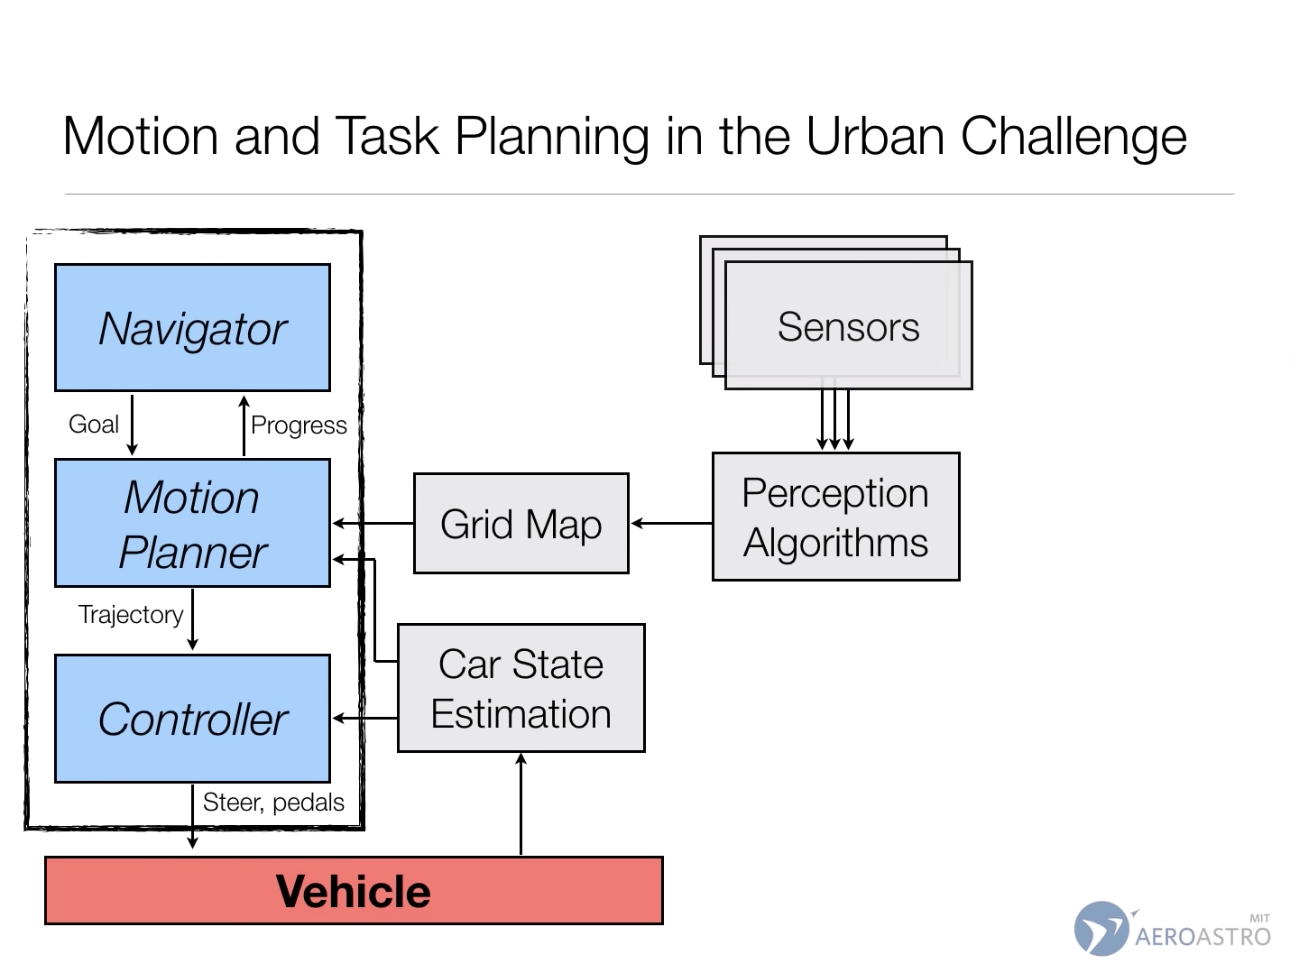 Motion and Task Planning in the Urban Challenge
Navigator
Sensors
Goal
Progress
Motion
Planner
Grid Map
Perception
Algorithms
Trajectory
Controller
Car State
Estimation
Steer, pedals
Vehicle
MIT
AEROASTRO